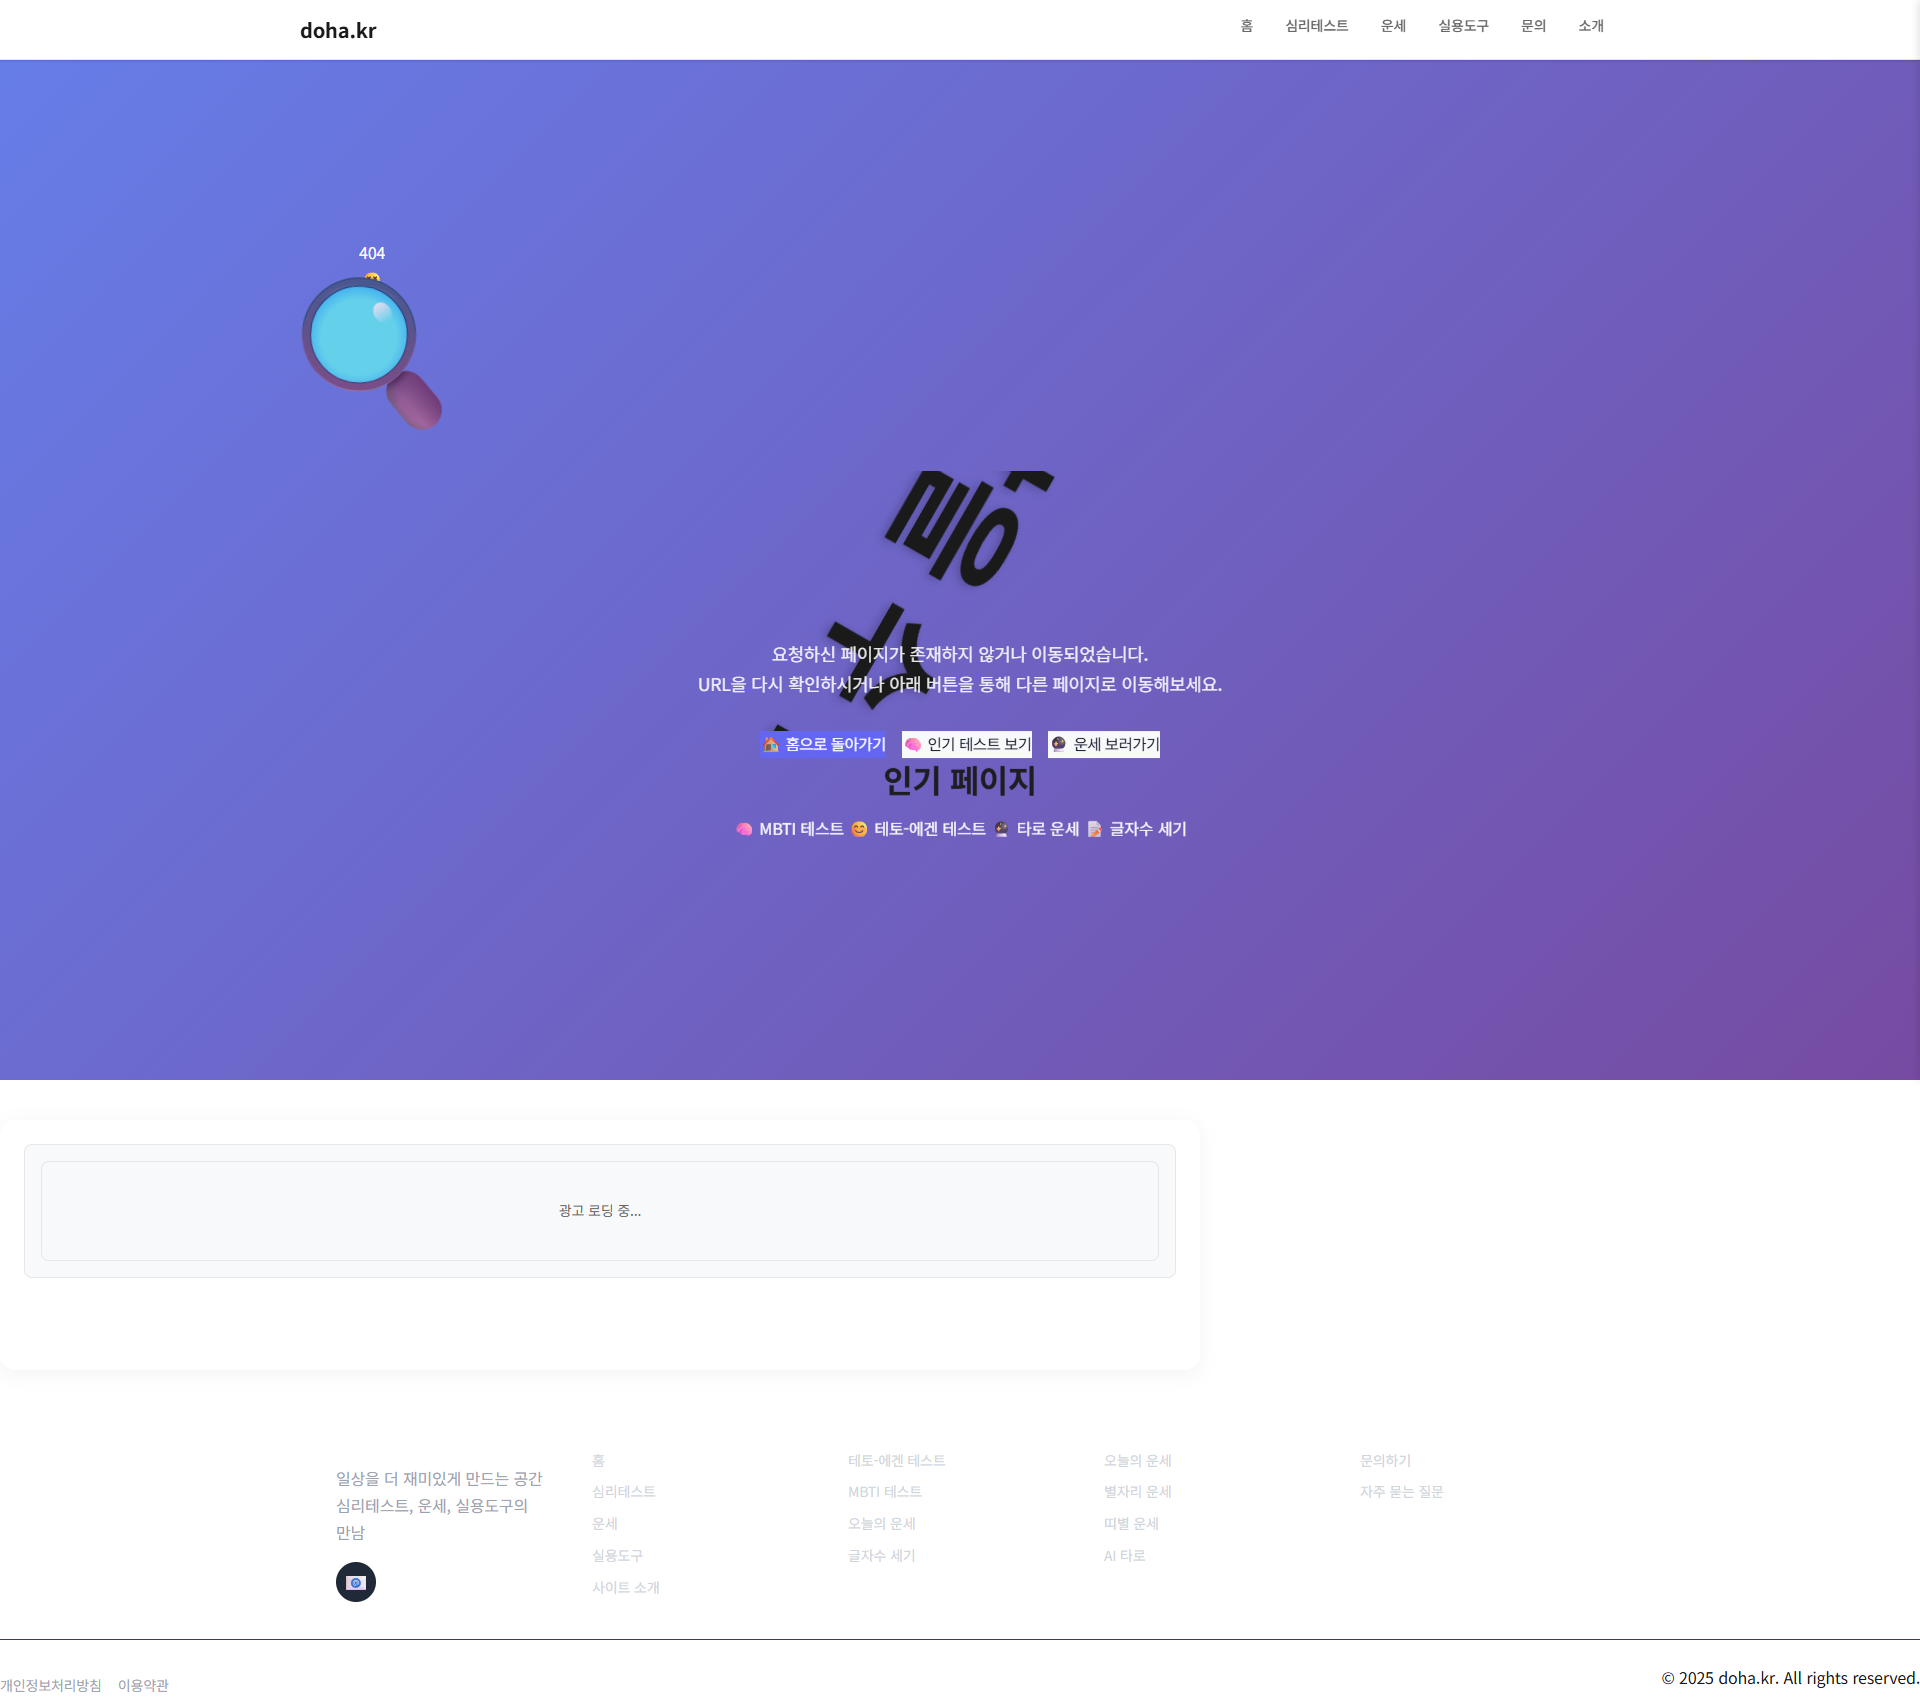 doha.kr
홈 심리테스트 운세 실용도구 문의 소개
404
요청하신 페이지가 존재하지 않거나 이동되었습니다.
URL을 다시 확인하시거나 아래 버튼을 통해 다른 페이지로 이동해보세요.
🏠 홈으로 돌아가기 🧠 인기 테스트 보기 🔮 운세 보러가기
인기 페이지
🧠 MBTI 테스트 😊 테토-에겐 테스트 🔮 타로 운세 📝 글자수 세기
광고 로딩 중...
일상을 더 재미있게 만드는 공간
심리테스트, 운세, 실용도구의
만남
홈
심리테스트
운세
실용도구
사이트 소개
테토-에겐 테스트
MBTI 테스트
오늘의 운세
글자수 세기
오늘의 운세
별자리 운세
띠별 운세
AI 타로
문의하기
자주 묻는 질문
개인정보처리방침 이용약관
© 2025 doha.kr. All rights reserved.